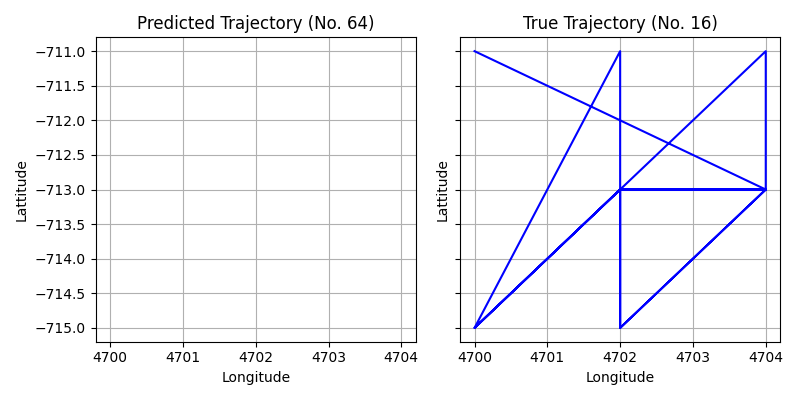 Predicted Trajectory (No. 64)
True Trajectory (No. 16)
−711.0
−711.5
−712.0
−712.5
−713.0
−713.5
−714.0
−714.5
−715.0
Lattitude
Lattitude
4700 4701 4702 4703 4704
4700 4701 4702 4703 4704
Longitude
Longitude